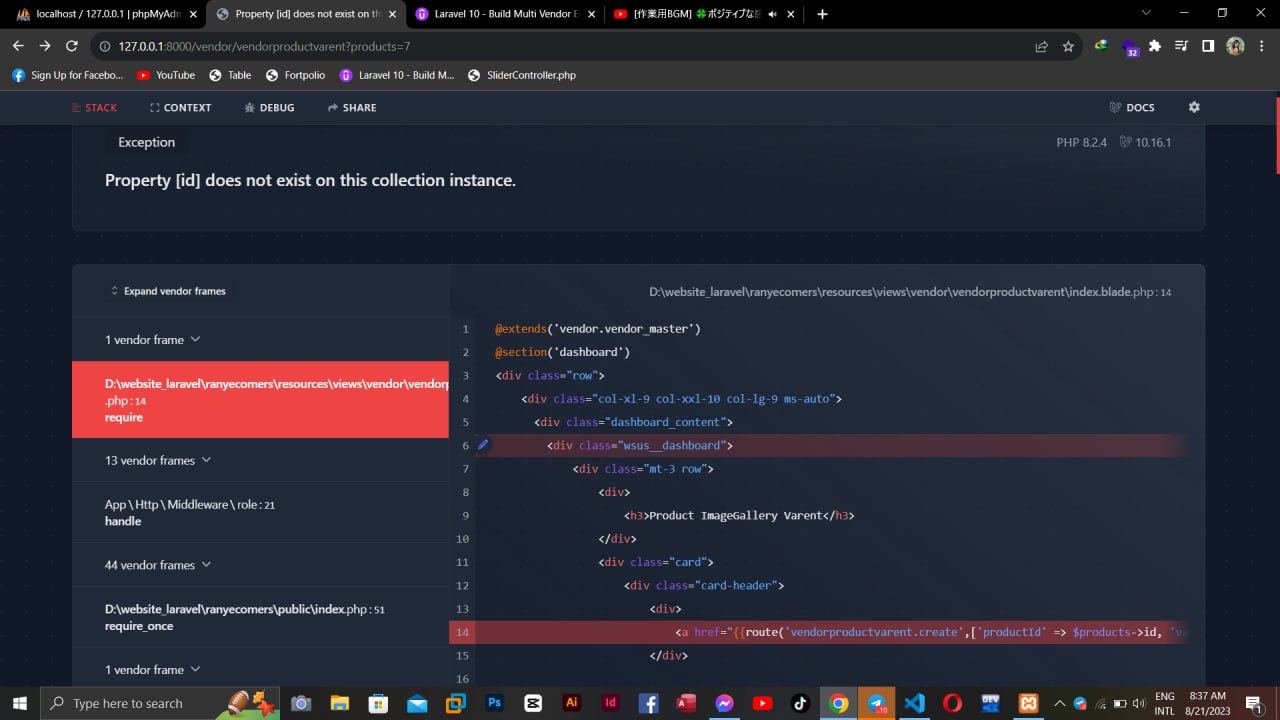 localhost / 127.0.0.1 | phpMyAdm
Property [id] does not exist on th
Laravel 10 - Build Multi Vendor E
[作業用BGM] 🍀ポジティブな
127.0.0.1:8000/vendor/vendorproductvarent?products=7
32
Sign Up for Facebo...
YouTube
Table
Fortpolio
Laravel 10 - Build M...
SliderController.php
STACK
CONTEXT
DEBUG
SHARE
DOCS
Exception
PHP 8.2.4
10.16.1
Property [id] does not exist on this collection instance.
Expand vendor frames
D:\website_laravel\ranyecomers\resources\views\vendor\vendorproductvarent\index.blade.php : 14
1 vendor frame
D:\website_laravel\ranyecomers\resources\views\vendor\vendorp
.php : 14
require
13 vendor frames
App \ Http \ Middleware \ role : 21
handle
44 vendor frames
D:\website_laravel\ranyecomers\public\index.php : 51
require_once
1 vendor frame
1 @extends('vendor.vendor_master')
2 @section('dashboard')
3 <div class="row">
4 <div class="col-xl-9 col-xxl-10 col-lg-9 ms-auto">
5 <div class="dashboard_content">
6 <div class="wsus__dashboard">
7 <div class="mt-3 row">
8 <div>
9 <h3>Product ImageGallery Varent</h3>
10 </div>
11 <div class="card">
12 <div class="card-header">
13 <div>
14 <a href="{{route('vendorproductvarent.create',['productId' => $products->id, 'va
15 </div>
16
Type here to search
Ps
Ai
Id
10
DEV
ENG
INTL
8:37 AM
8/21/2023
1